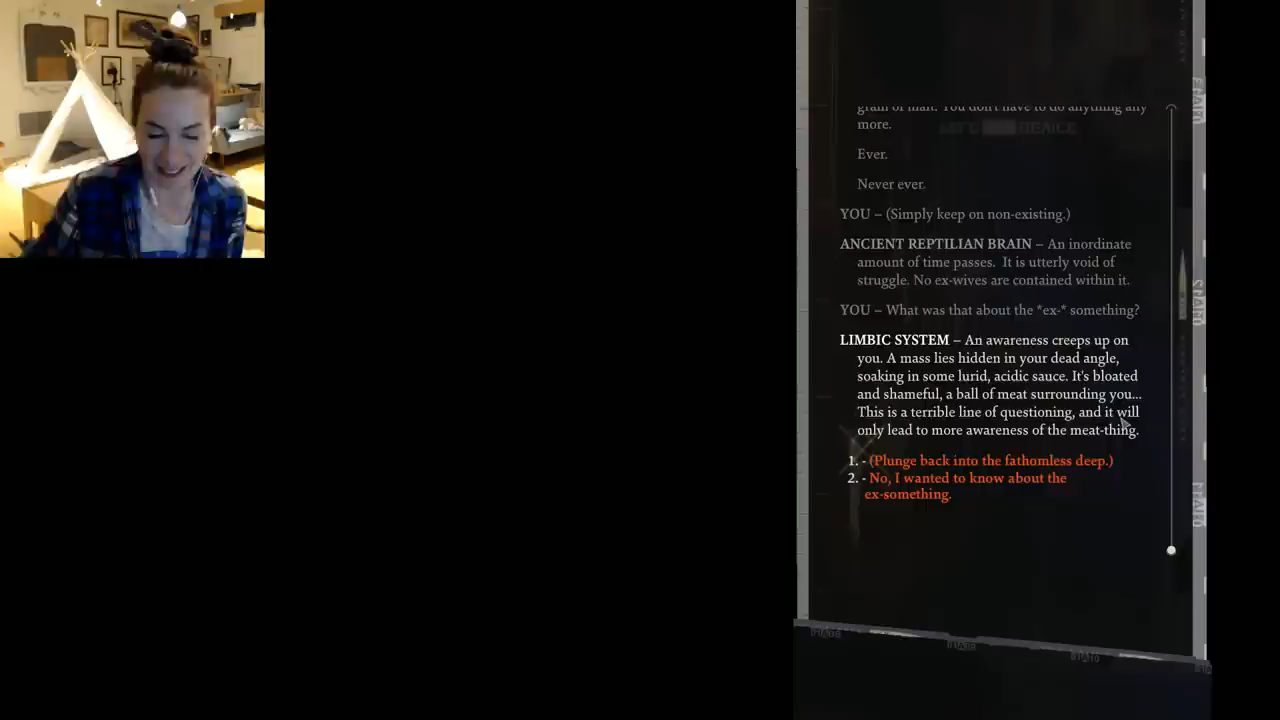 grain of man. You don't have to do anything any
more.
Ever.
Never ever.
YOU – (Simply keep on non-existing.)
ANCIENT REPTILIAN BRAIN – An inordinate
amount of time passes. It is utterly void of
struggle. No ex-wives are contained within it.
YOU – What was that about the *ex-* something?
LIMBIC SYSTEM – An awareness creeps up on
you. A mass lies hidden in your dead angle,
soaking in some lurid, acidic sauce. It's bloated
and shameful, a ball of meat surrounding you...
This is a terrible line of questioning, and it will
only lead to more awareness of the meat-thing.
1. - (Plunge back into the fathomless deep.)
2. - No, I wanted to know about the
ex-something.